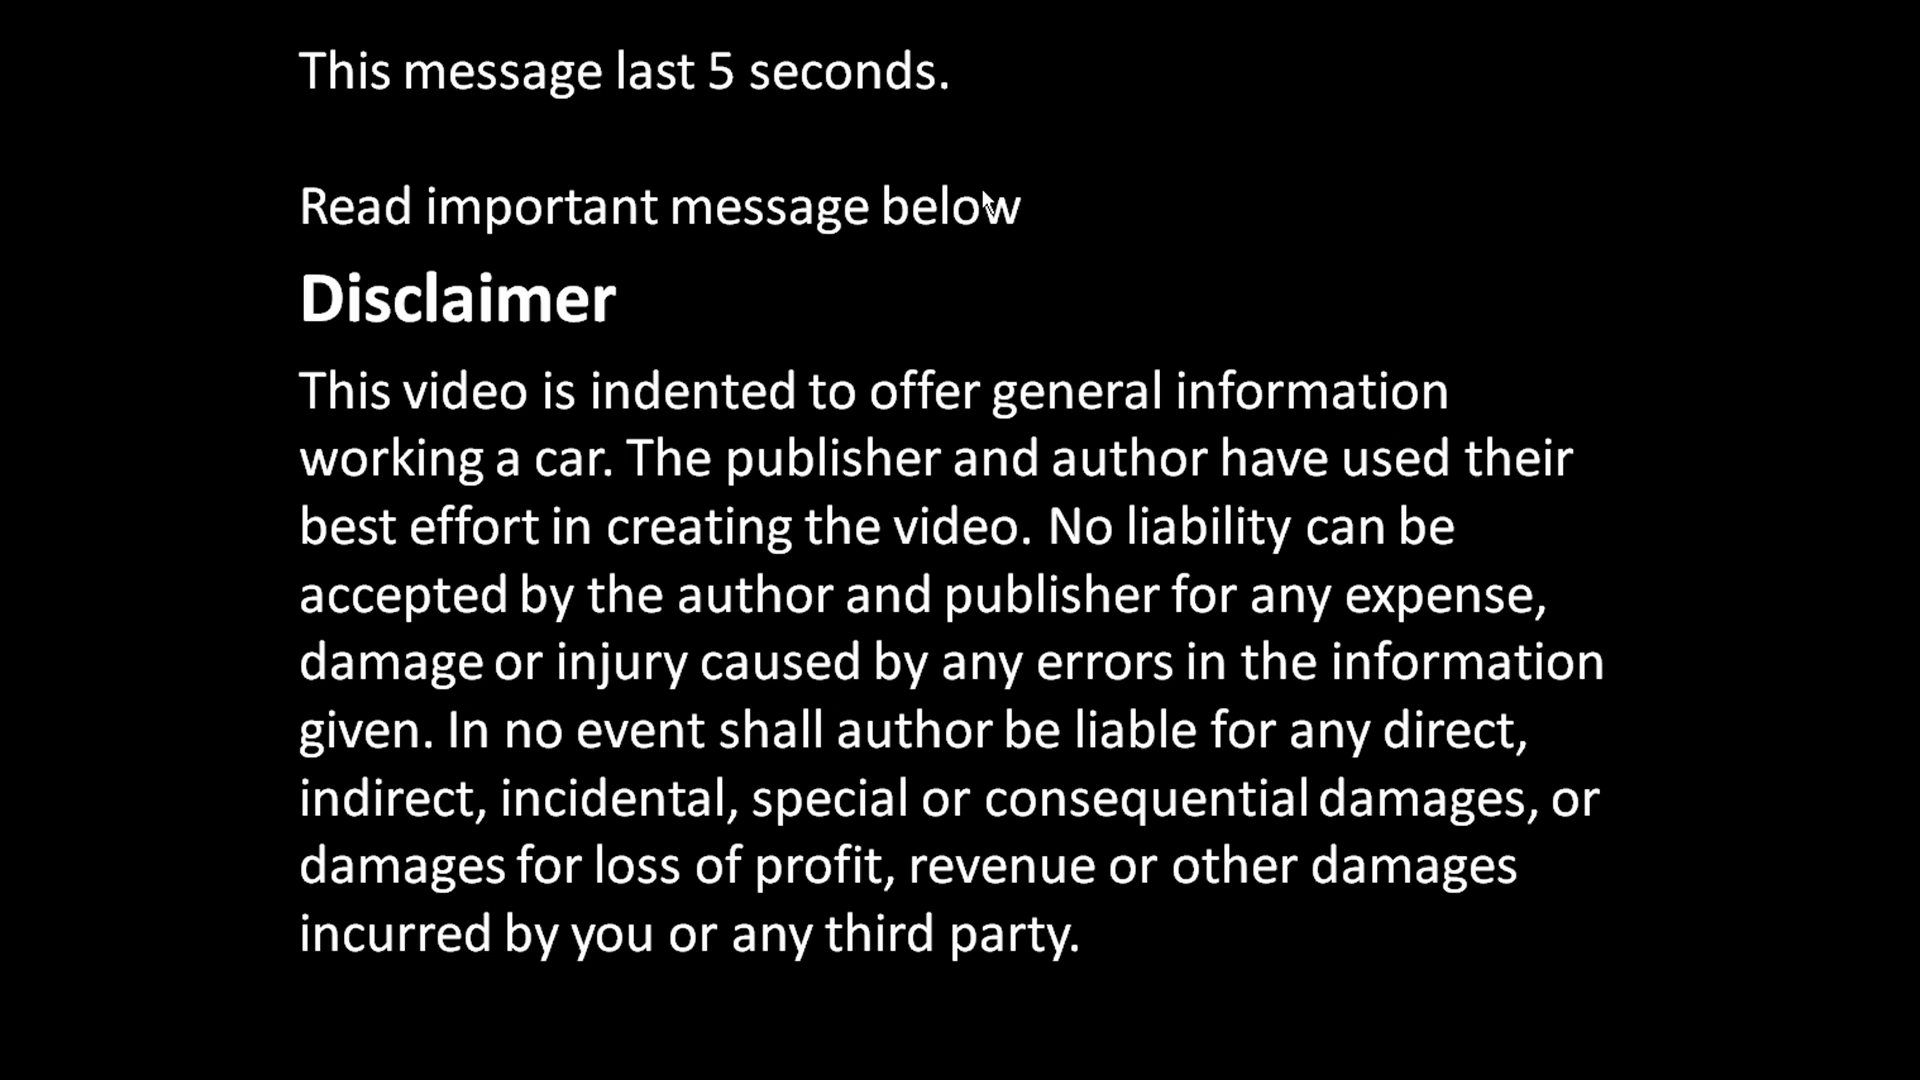 This message last 5 seconds.
Read important message below
Disclaimer
This video is indented to offer general information
working a car. The publisher and author have used their
best effort in creating the video. No liability can be
accepted by the author and publisher for any expense,
damage or injury caused by any errors in the information
given. In no event shall author be liable for any direct,
indirect, incidental, special or consequential damages, or
damages for loss of profit, revenue or other damages
incurred by you or any third party.